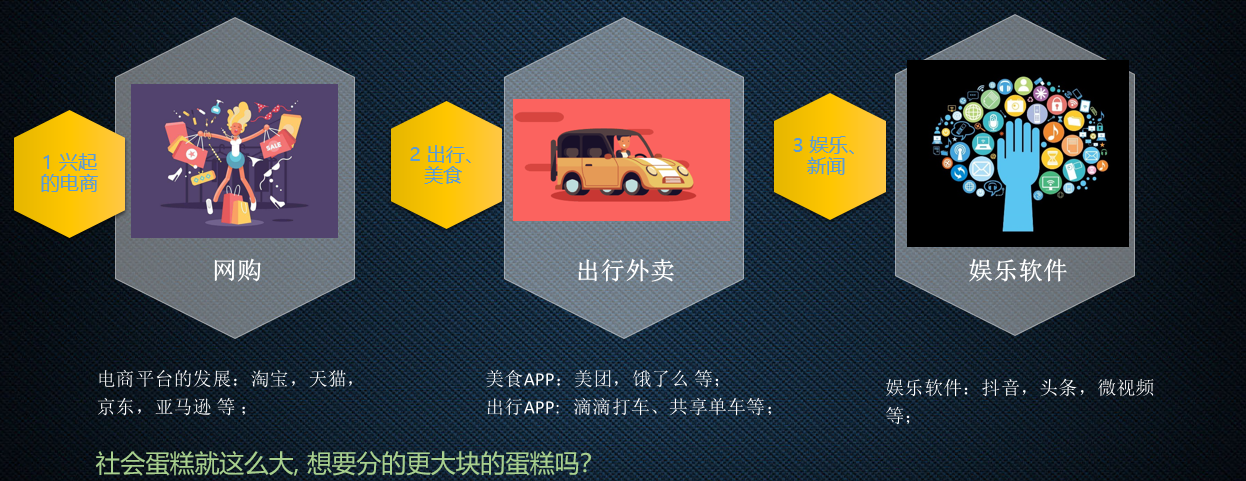 1 兴起
的电商
SALE
网购
电商平台的发展：淘宝，天猫，
京东，亚马逊 等；
2 出行、
美食
出行外卖
美食APP：美团，饿了么 等；
出行APP：滴滴打车、共享单车等；
3 娱乐、
新闻
娱乐软件
娱乐软件：抖音，头条，微视频
等；
社会蛋糕就这么大, 想要分的更大块的蛋糕吗?